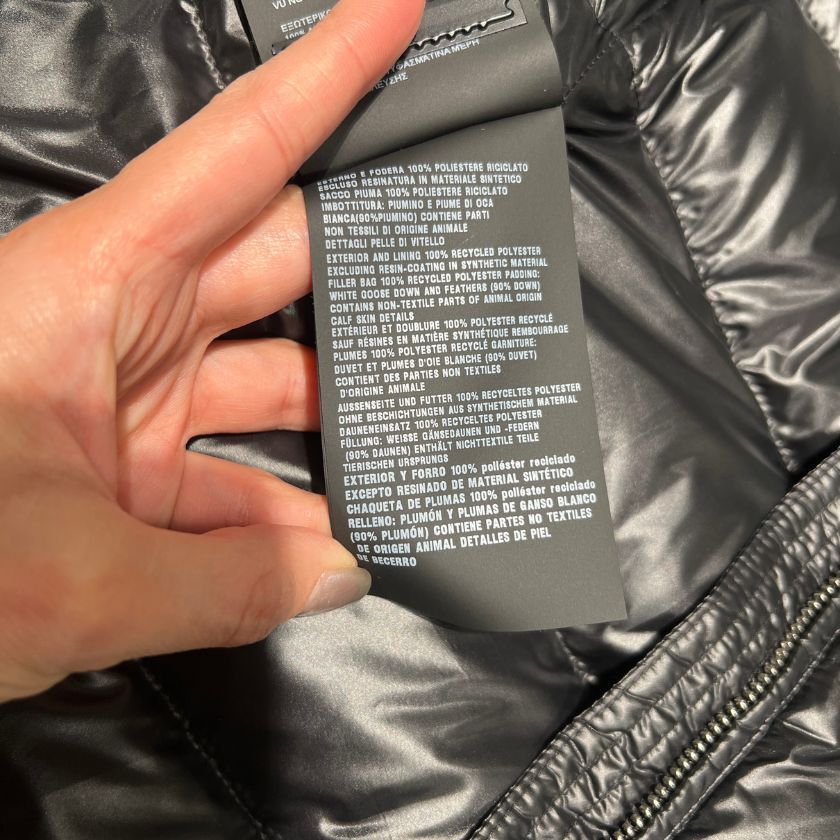 VU NO
ΕΞΩΤΕΡΙΚΟ
100%
ΥΦΑΣΜΑΤΙΝΑ ΜΕΡΗ
ESTERNO E FODERA 100% POLIESTERE RICICLATO
ESCLUSO RESINATURA IN MATERIALE SINTETICO
SACCO PIUMA 100% POLIESTERE RICICLATO
IMBOTTITURA: PIUMINO E PIUME DI OCA
BIANCA(90%PIUMINO) CONTIENE PARTI
NON TESSILI DI ORIGINE ANIMALE
DETTAGLI PELLE DI VITELLO
EXTERIOR AND LINING 100% RECYCLED POLYESTER
EXCLUDING RESIN-COATING IN SYNTHETIC MATERIAL
FILLER BAG 100% RECYCLED POLYESTER PADDING:
WHITE GOOSE DOWN AND FEATHERS (90% DOWN)
CONTAINS NON-TEXTILE PARTS OF ANIMAL ORIGIN
CALF SKIN DETAILS
EXTÉRIEUR ET DOUBLURE 100% POLYESTER RECYCLÉ
SAUF RÉSINES EN MATIÈRE SYNTHÉTIQUE REMBOURRAGE
PLUMES 100% POLYESTER RECYCLÉ GARNITURE:
DUVET ET PLUMES D'OIE BLANCHE (90% DUVET)
CONTIENT DES PARTIES NON TEXTILES
D'ORIGINE ANIMALE
AUSSENSEITE UND FUTTER 100% RECYCELTES POLYESTER
OHNE BESCHICHTUNGEN AUS SYNTHETISCHEM MATERIAL
DAUNENEINSATZ 100% RECYCELTES POLYESTER
FÜLLUNG: WEISSE GÄNSEDAUNEN UND -FEDERN
(90% DAUNEN) ENTHÄLT NICHTTEXTILE TEILE
TIERISCHEN URSPRUNGS
EXTERIOR Y FORRO 100% poliéster reciclado
EXCEPTO RESINADO DE MATERIAL SINTÉTICO
CHAQUETA DE PLUMAS 100% poliéster reciclado
RELLENO: PLUMÓN Y PLUMAS DE GANSO BLANCO
(90% PLUMÓN) CONTIENE PARTES NO TEXTILES
DE ORIGEN ANIMAL DETALLES DE PIEL
DE BECERRO